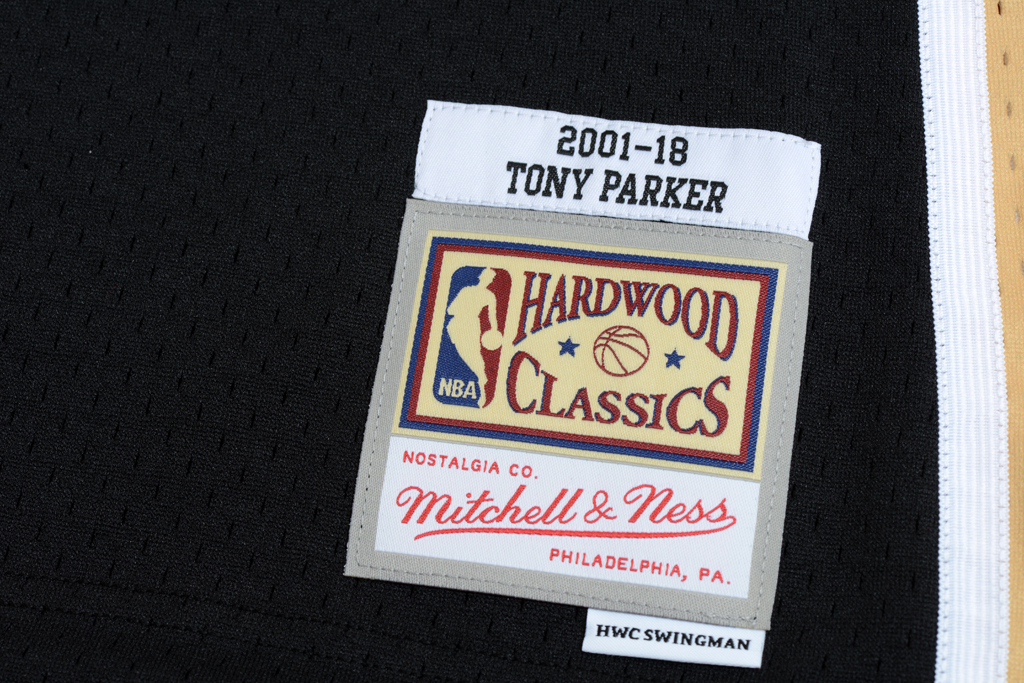 2001-18
TONY PARKER
HARDWOOD
NBA
CLASSICS
NOSTALGIA CO.
Mitchell & Ness
PHILADELPHIA, PA.
HWC SWINGMAN